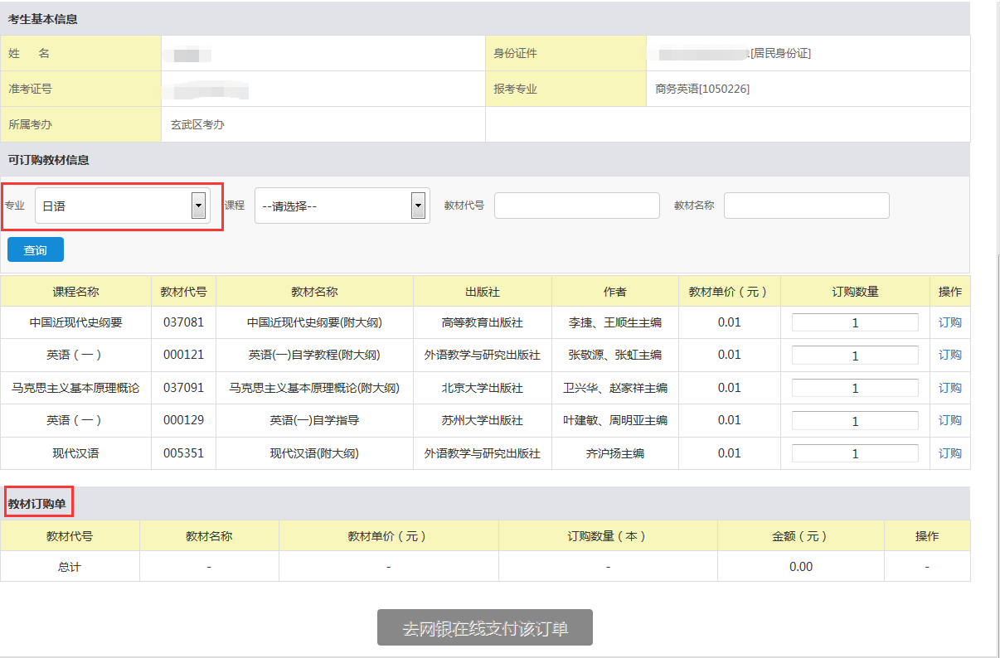 考生基本信息
姓 名 身份证件 [居民身份证]
准考证号 报考专业 商务英语[1050226]
所属考办 玄武区考办
可订购教材信息
专业 日语 课程 --请选择-- 教材代号 教材名称
查询
课程名称 教材代号 教材名称 出版社 作者 教材单价（元） 订购数量 操作
中国近现代史纲要 037081 中国近现代史纲要(附大纲) 高等教育出版社 李捷、王顺生主编 0.01 1 订购
英语（一） 000121 英语(一)自学教程(附大纲) 外语教学与研究出版社 张敬源、张虹主编 0.01 1 订购
马克思主义基本原理概论 037091 马克思主义基本原理概论(附大纲) 北京大学出版社 卫兴华、赵家祥主编 0.01 1 订购
英语（一） 000129 英语(一)自学指导 苏州大学出版社 叶建敏、周明亚主编 0.01 1 订购
现代汉语 005351 现代汉语(附大纲) 外语教学与研究出版社 齐沪扬主编 0.01 1 订购
教材订购单
教材代号 教材名称 教材单价（元） 订购数量（本） 金额（元） 操作
总计 - - - 0.00 -
去网银在线支付该订单